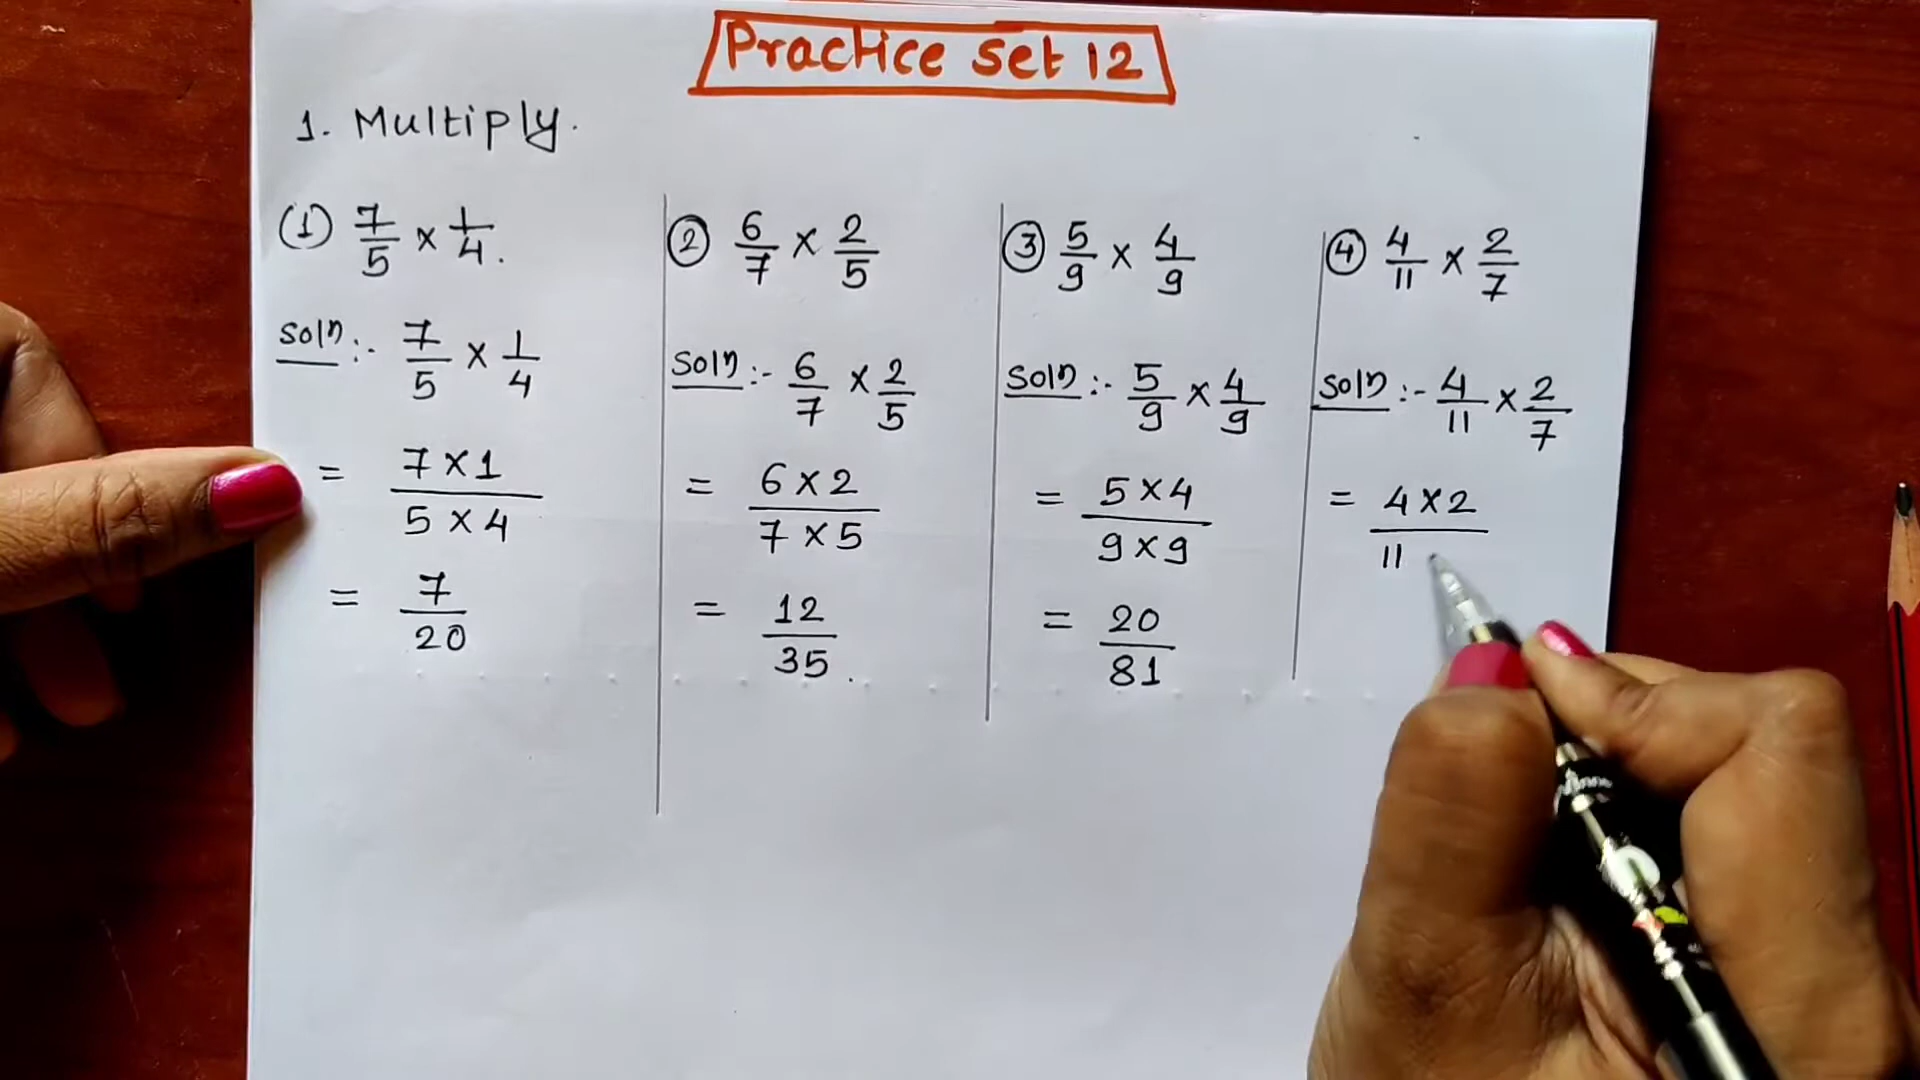 Practice Set 12
1. Multiply.
(1) 7/5 × 1/4.
Soln :- 7/5 × 1/4
= 7×1 / 5×4
= 7/20
② 6/7 × 2/5
Soln :- 6/7 × 2/5
= 6×2 / 7×5
= 12/35.
③ 5/9 × 4/9
Soln :- 5/9 × 4/9
= 5×4 / 9×9
= 20/81
④ 4/11 × 2/7
Soln :- 4/11 × 2/7
= 4×2 / 11